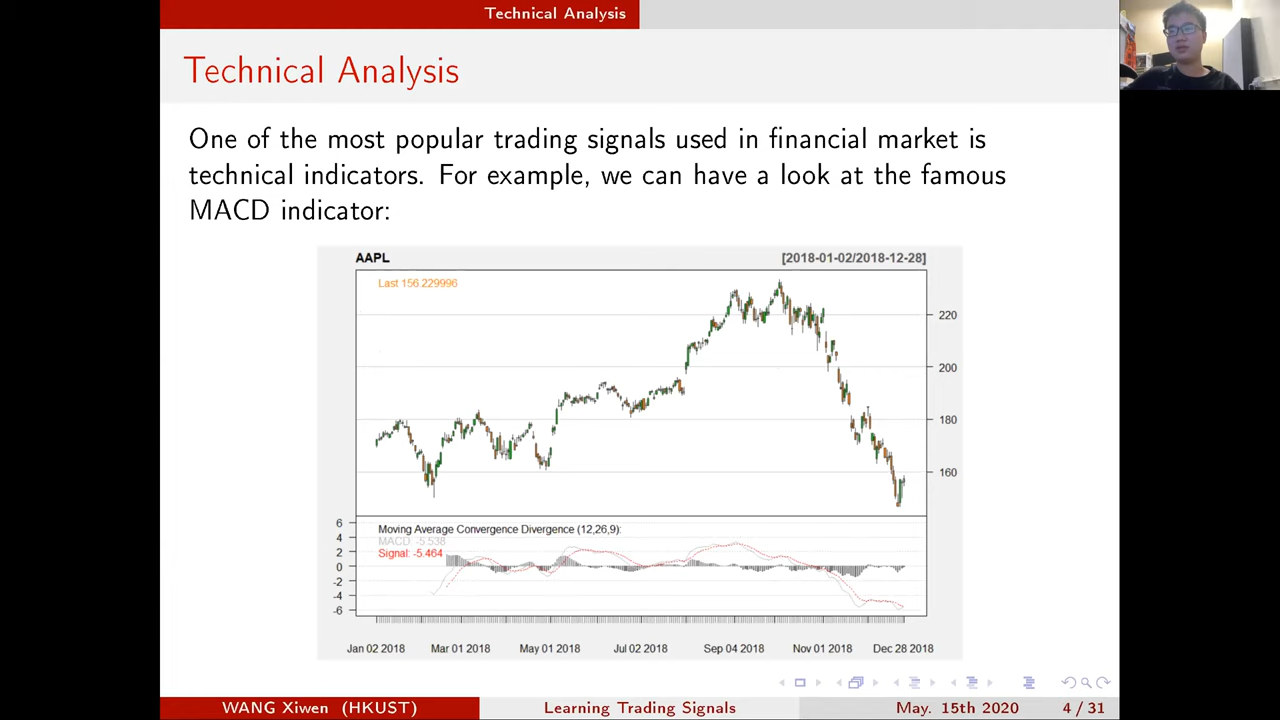 Technical Analysis
Technical Analysis
One of the most popular trading signals used in financial market is
technical indicators. For example, we can have a look at the famous
MACD indicator:
AAPL [2018-01-02/2018-12-28]
Last 156.229996
220
200
180
160
Moving Average Convergence Divergence (12,26,9):
MACD: -5.538
Signal: -5.464
6
4
2
0
-2
-4
-6
Jan 02 2018 Mar 01 2018 May 01 2018 Jul 02 2018 Sep 04 2018 Nov 01 2018 Dec 28 2018
WANG Xiwen (HKUST) Learning Trading Signals May. 15th 2020 4 / 31